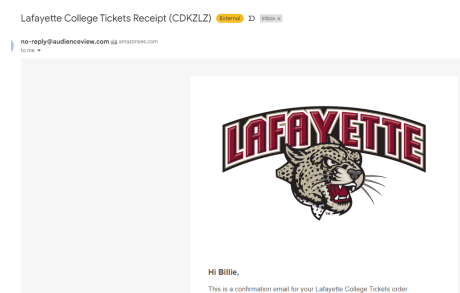 Lafayette College Tickets Receipt (CDKZLZ) External Inbox x
no-reply@audienceview.com via amazonses.com
to me
LAFAYETTE
Hi Billie,
This is a confirmation email for your Lafayette College Tickets order.